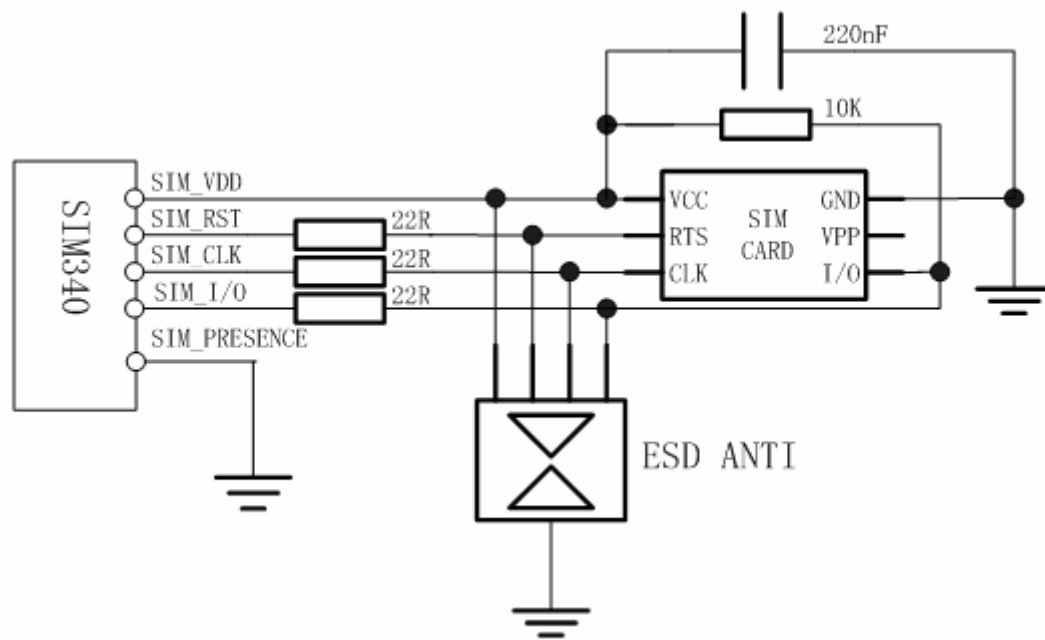 220nF
10K
SIM340
SIM_VDD
SIM_RST
22R
SIM_CLK
22R
SIM_I/O
22R
SIM_PRESENCE
VCC
RTS
CLK
SIM
CARD
GND
VPP
I/O
ESD ANTI